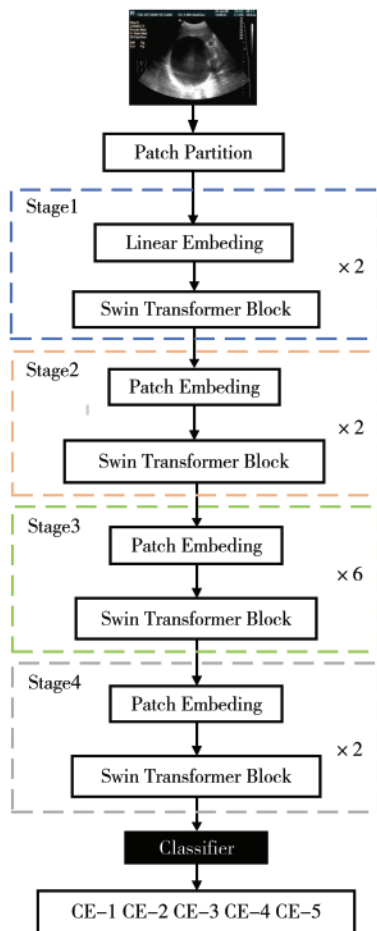 Patch Partition
Stage1
Linear Embeding
×2
Swin Transformer Block
Stage2
Patch Embeding
×2
Swin Transformer Block
Stage3
Patch Embeding
×6
Swin Transformer Block
Stage4
Patch Embeding
×2
Swin Transformer Block
Classifier
CE-1 CE-2 CE-3 CE-4 CE-5